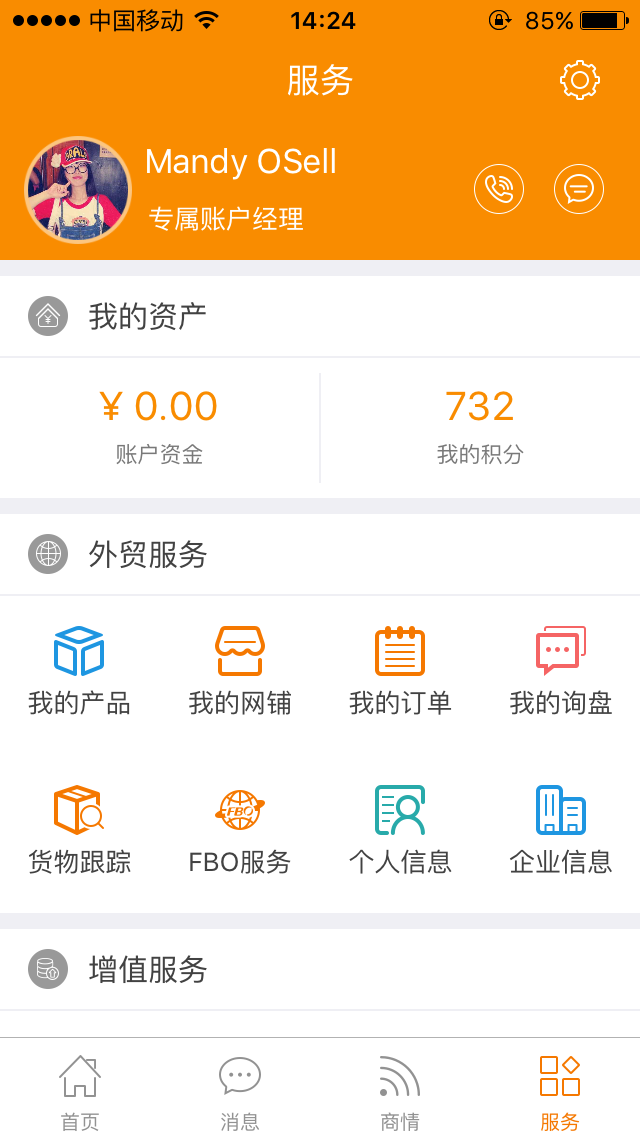 中国移动 14:24 85%
服务
Mandy OSell
专属账户经理
我的资产
¥ 0.00 732
账户资金 我的积分
外贸服务
我的产品 我的网铺 我的订单 我的询盘
FBO
货物跟踪 FBO服务 个人信息 企业信息
增值服务
首页 消息 商情 服务